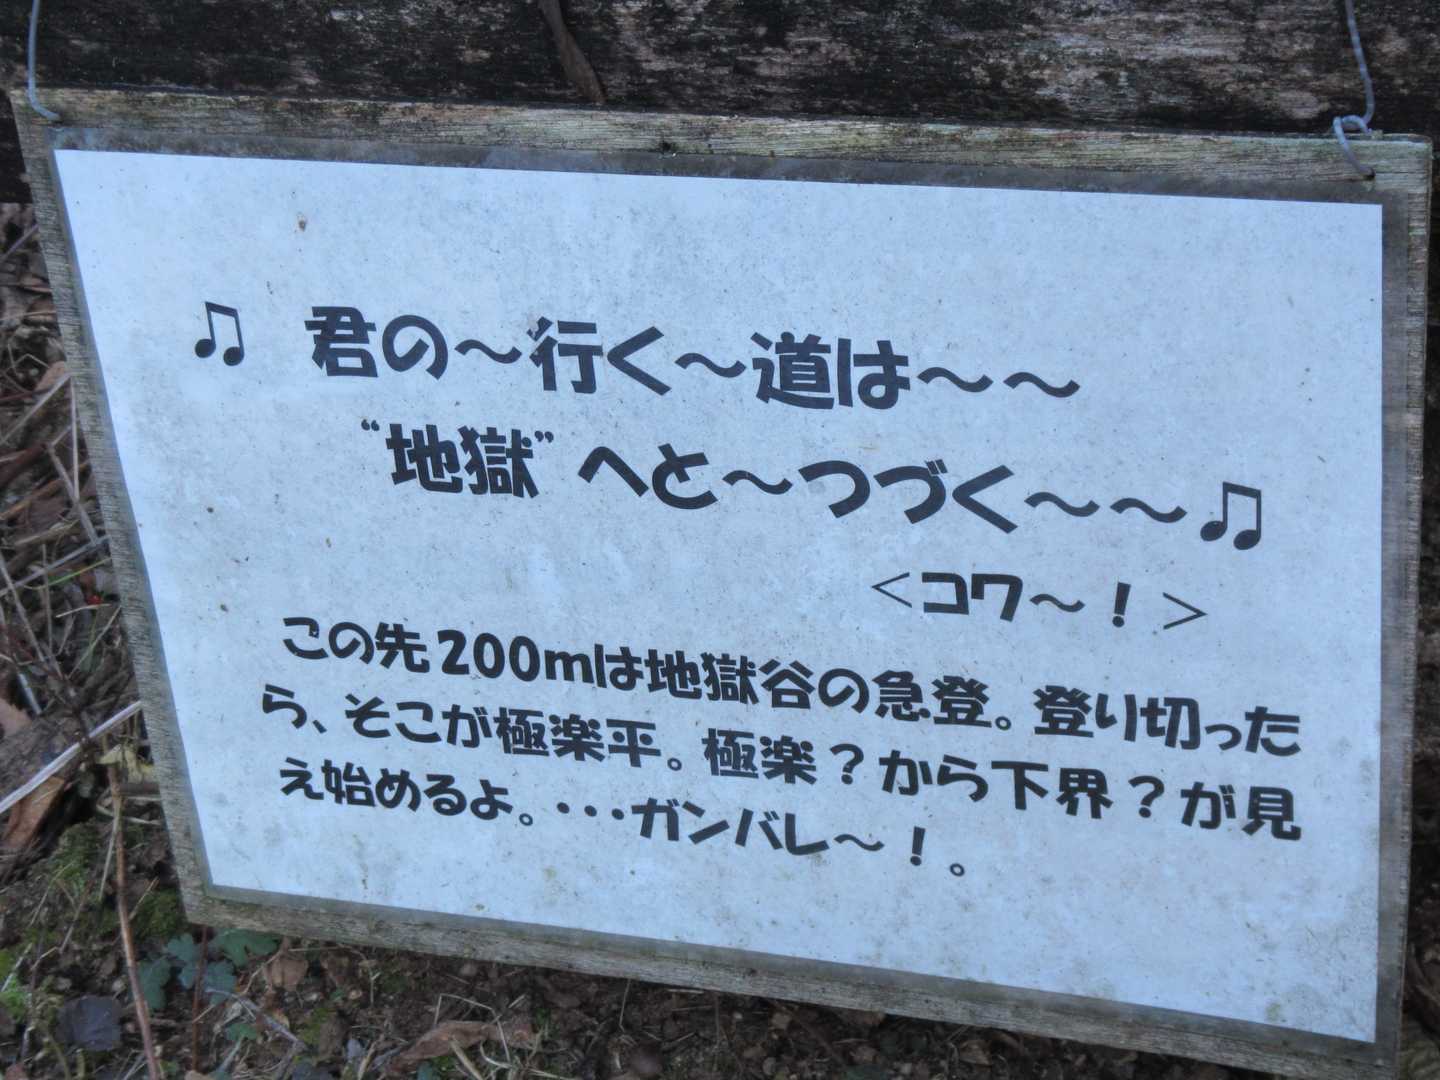 ♫　君の～行く～道は～～
“地獄”へと～つづく～～♫
＜コワ～！＞
この先200mは地獄谷の急登。登り切った
ら、そこが極楽平。極楽？から下界？が見
え始めるよ。・・・ガンバレ～！。